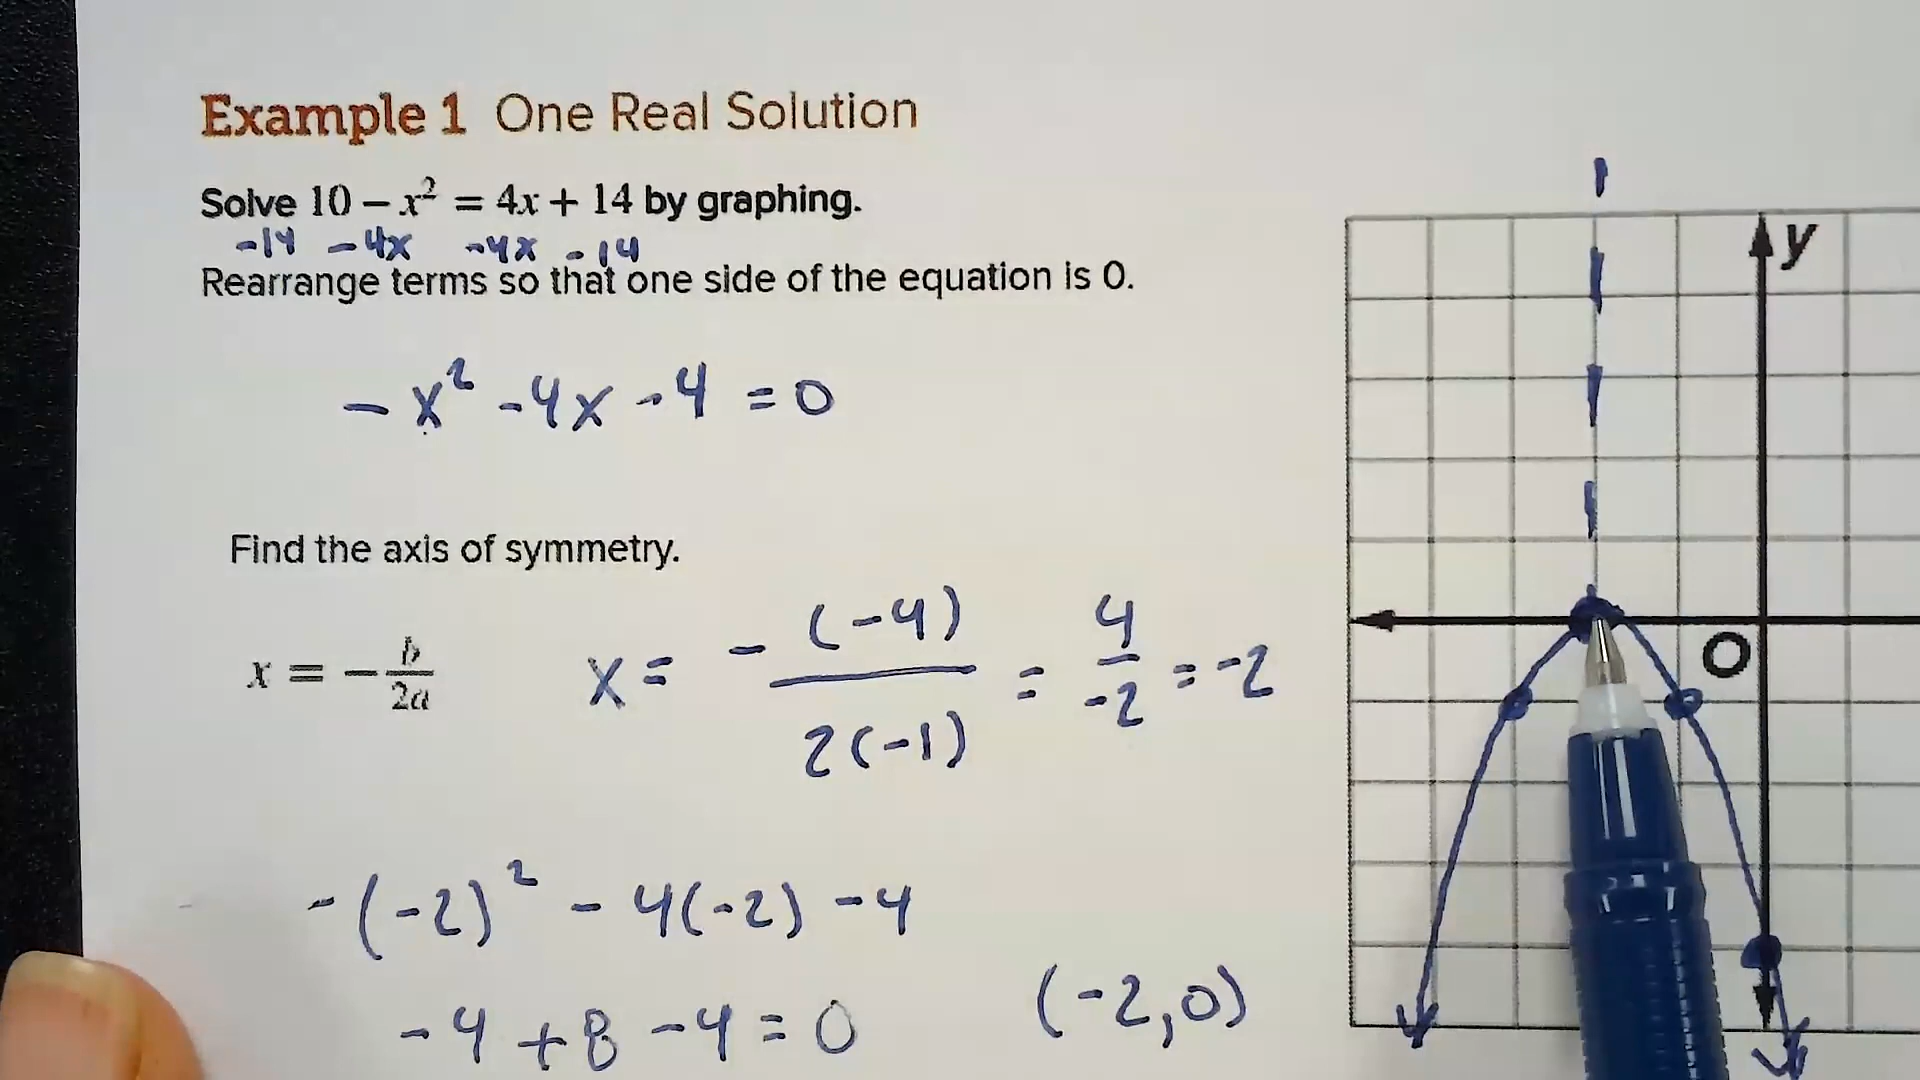 Example 1 One Real Solution
Solve 10 − x² = 4x + 14 by graphing.
-14 -4x -4x -14
Rearrange terms so that one side of the equation is 0.
- x² - 4x - 4 = 0
Find the axis of symmetry.
x = − b/2a
x = - (-4)/2(-1) = 4/-2 = -2
-(-2)² - 4(-2) - 4
-4 + 8 - 4 = 0
(-2,0)
y
O